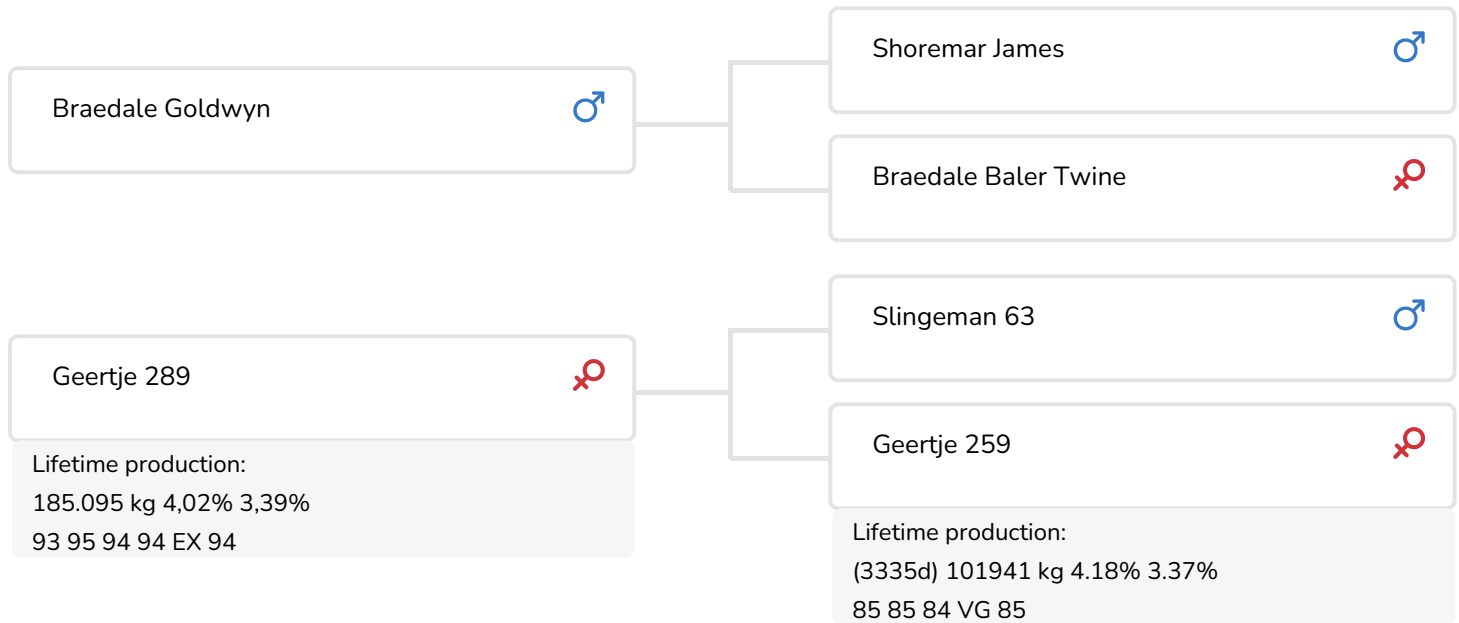 Braedale Goldwyn
Shoremar James
Braedale Baler Twine
Geertje 289
Lifetime production:
185.095 kg 4,02% 3,39%
93 95 94 94 EX 94
Slingeman 63
Geertje 259
Lifetime production:
(3335d) 101941 kg 4.18% 3.37%
85 85 84 VG 85